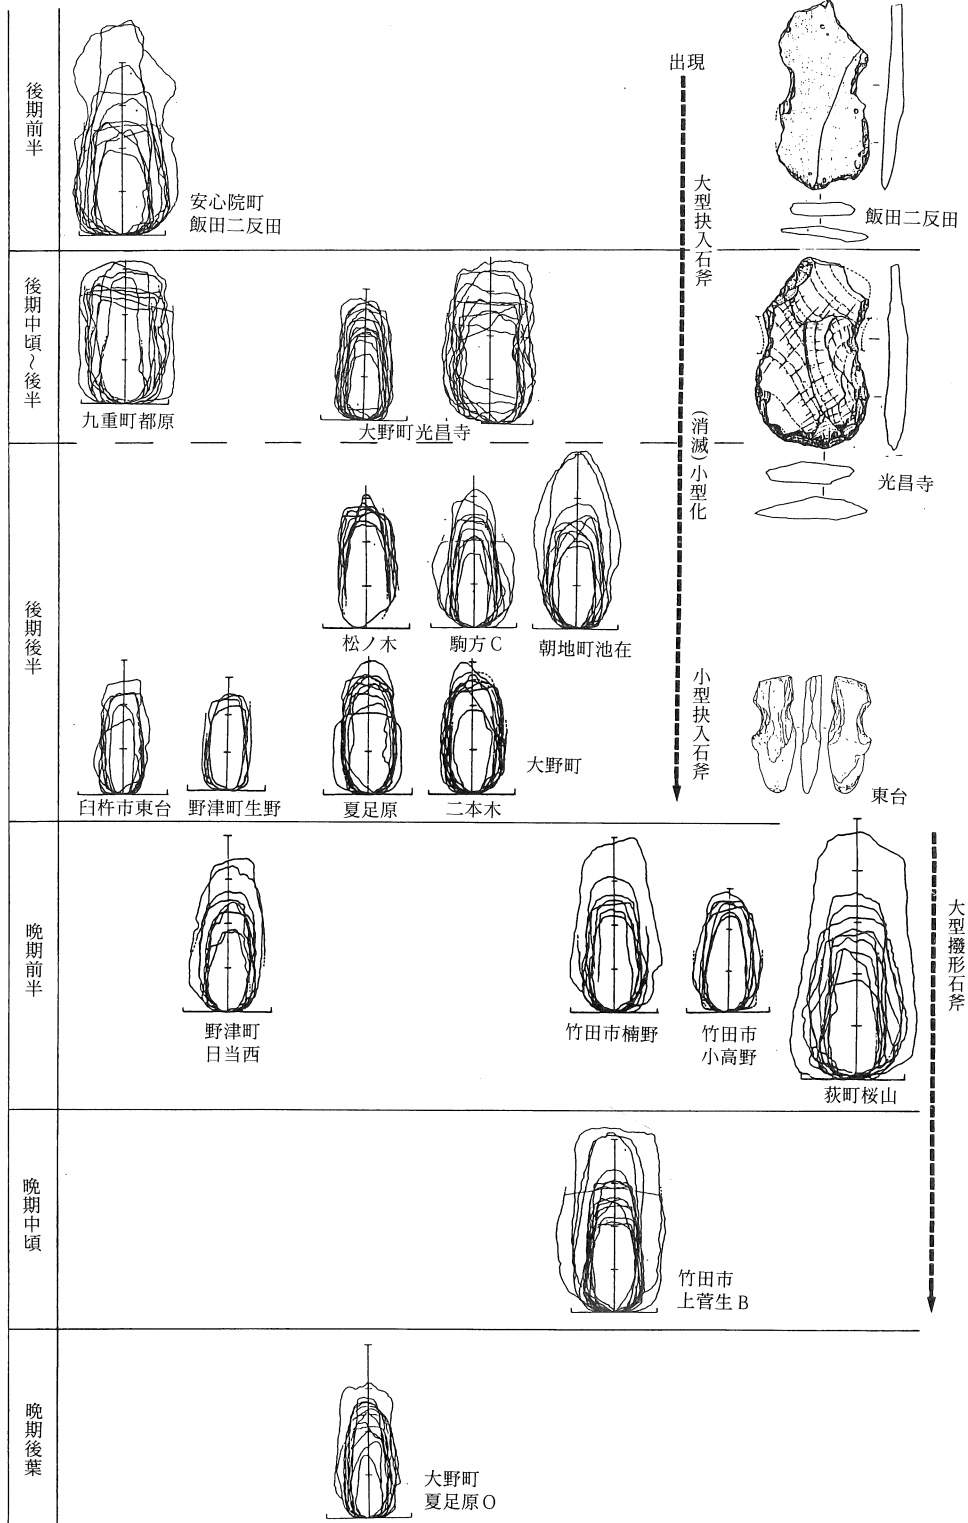 後期前半
安心院町
飯田二反田
出現
大型抉入石斧
飯田二反田
後期中頃~後半
九重町都原
大野町光昌寺
(消滅)小型化
光昌寺
後期後半
松ノ木
駒方C
朝地町池在
臼杵市東台
野津町生野
夏足原
二本木
大野町
小型抉入石斧
東台
晩期前半
野津町
日当西
竹田市楠野
竹田市
小高野
荻町桜山
大型撥形石斧
晩期中頃
竹田市
上菅生B
晩期後葉
大野町
夏足原O